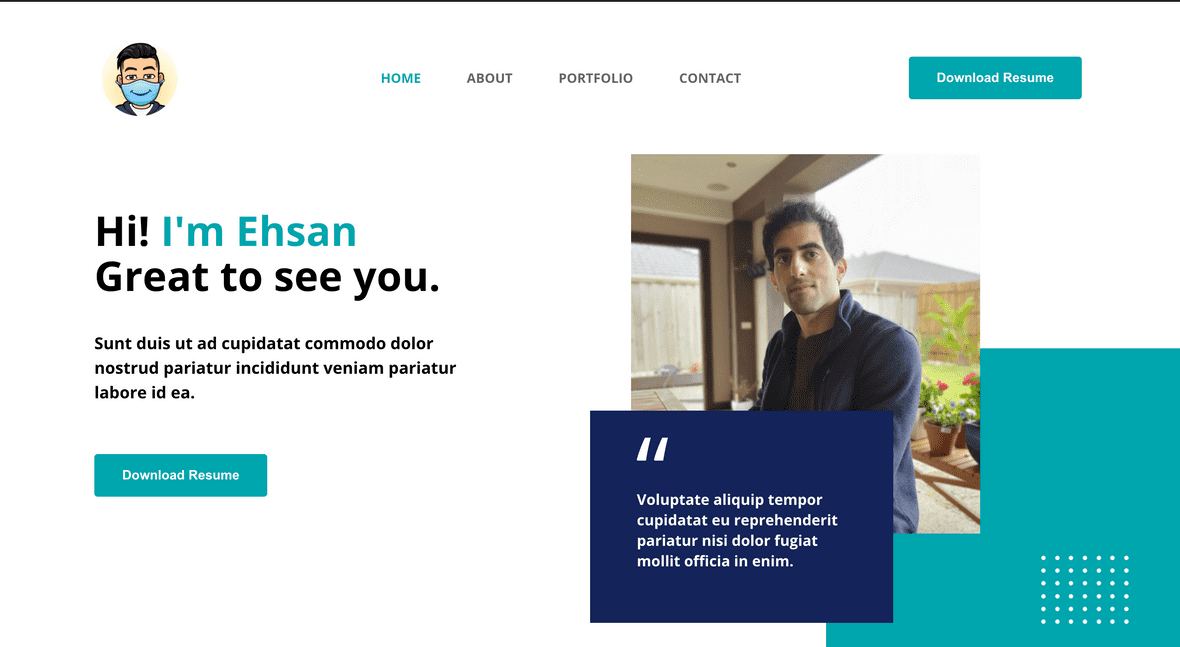 HOME ABOUT PORTFOLIO CONTACT Download Resume
Hi! I'm Ehsan
Great to see you.
Sunt duis ut ad cupidatat commodo dolor
nostrud pariatur incididunt veniam pariatur
labore id ea.
Download Resume
“
Voluptate aliquip tempor
cupidatat eu reprehenderit
pariatur nisi dolor fugiat
mollit officia in enim.